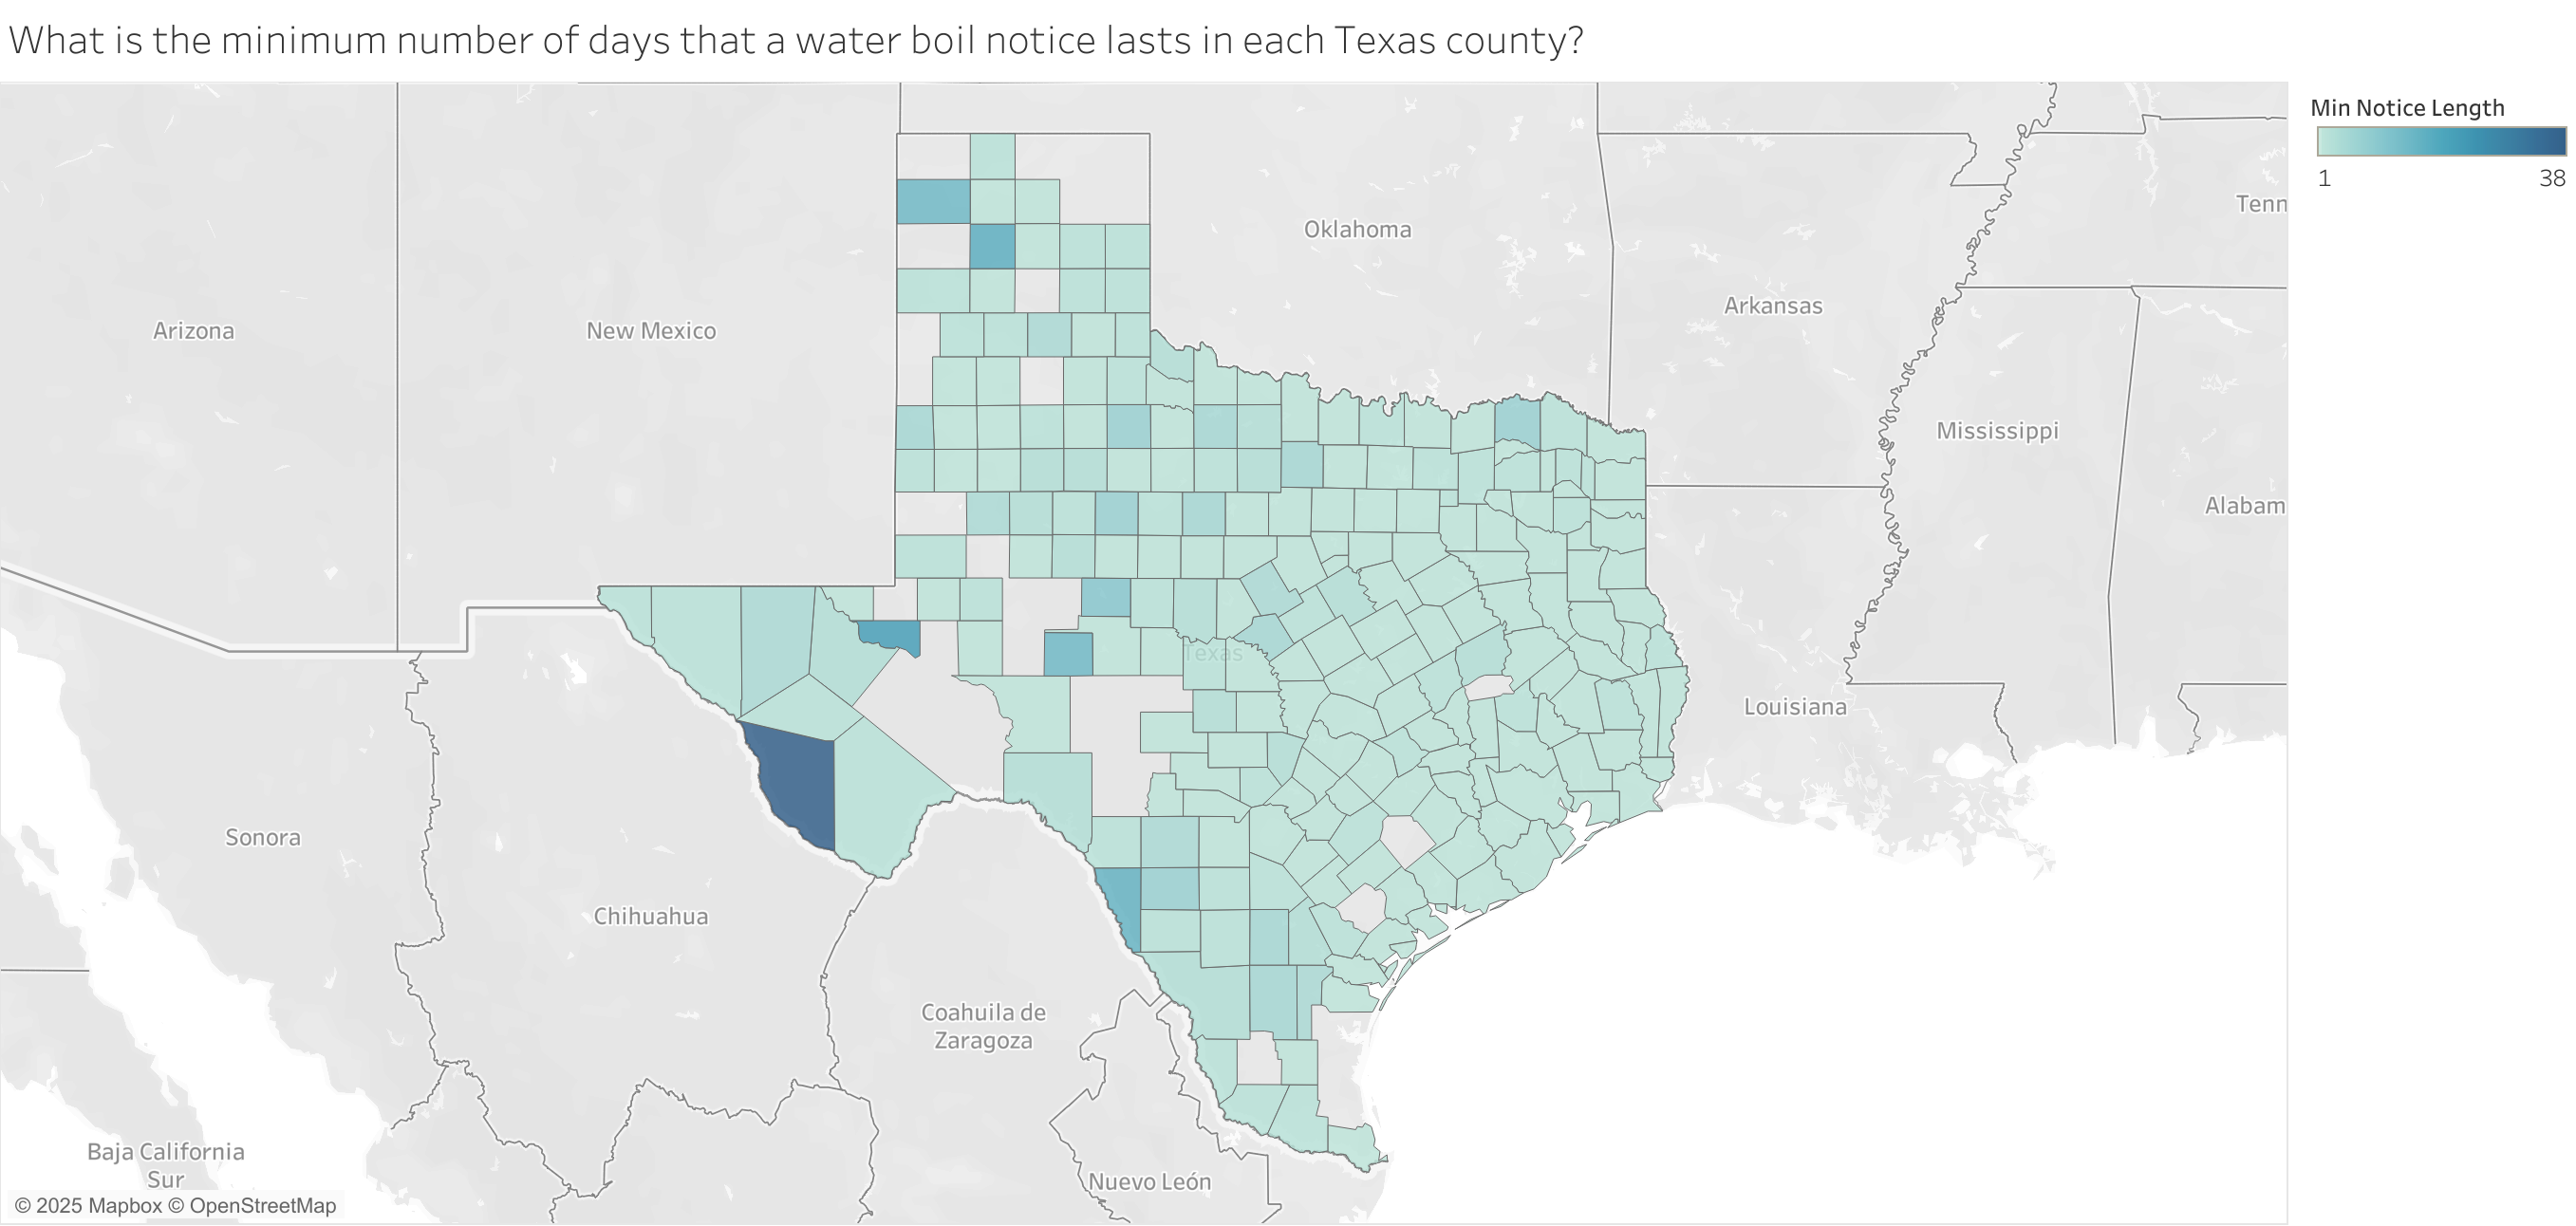 What is the minimum number of days that a water boil notice lasts in each Texas county?
Min Notice Length
1 38
Tenn
Oklahoma
Arkansas
Arizona
New Mexico
Mississippi
Alabam
Texas
Louisiana
Sonora
Chihuahua
Coahuila de
Zaragoza
Baja California
Sur
Nuevo León
© 2025 Mapbox © OpenStreetMap